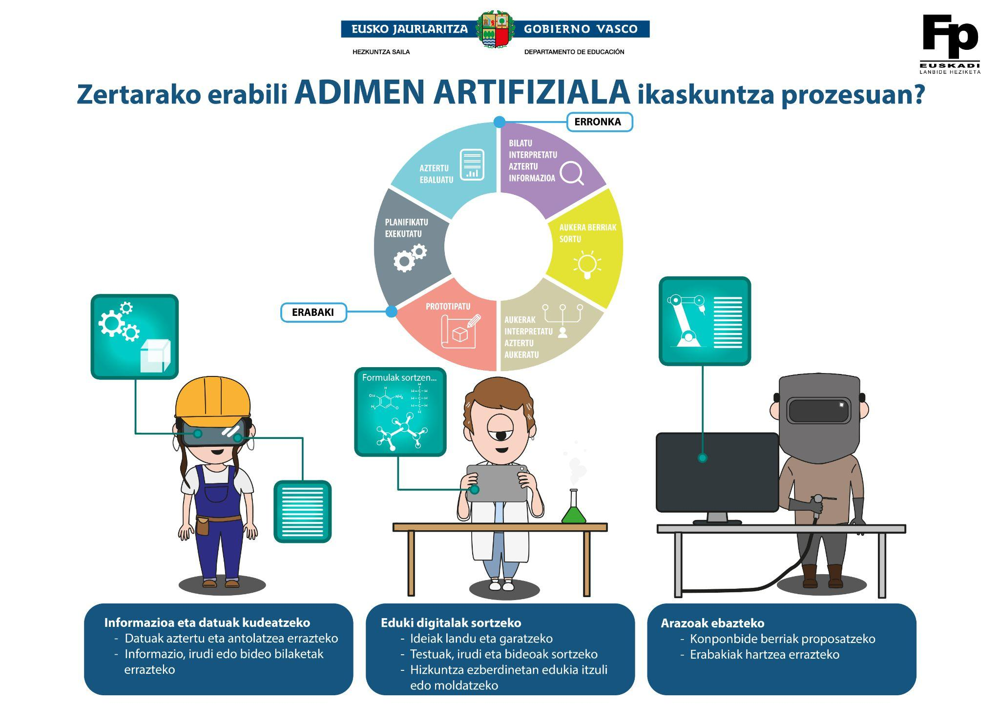 EUSKO JAURLARITZA
GOBIERNO VASCO
HEZKUNTZA SAILA
DEPARTAMENTO DE EDUCACIÓN
Fp
EUSKADI
LANBIDE HEZIKETA
Zertarako erabili ADIMEN ARTIFIZIALA ikaskuntza prozesuan?
ERRONKA
BILATU
INTERPRETATU
AZTERTU
INFORMAZIOA
AUKERA BERRIAK
SORTU
AUKERAK
INTERPRETATU
AZTERTU
AUKERATU
PROTOTIPATU
ERABAKI
PLANIFIKATU
EXEKUTATU
AZTERTU
EBALUATU
Formulak sortzen...
H
OH
NH₂
N₂
O
H
H-C-H
H-C-H
H-C-H
H
Informazioa eta datuak kudeatzeko
- Datuak aztertu eta antolatzea errazteko
- Informazio, irudi edo bideo bilaketak
errazteko
Eduki digitalak sortzeko
- Ideiak landu eta garatzeko
- Testuak, irudi eta bideoak sortzeko
- Hizkuntza ezberdinetan edukia itzuli
edo moldatzeko
Arazoak ebazteko
- Konponbide berriak proposatzeko
- Erabakiak hartzea errazteko